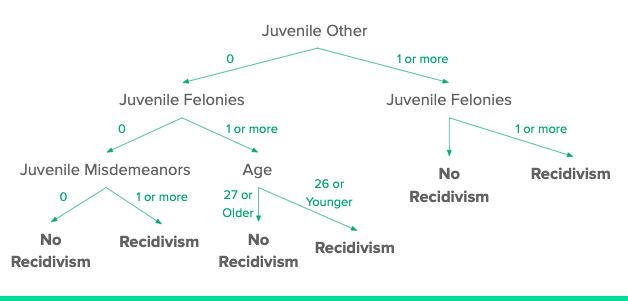 Juvenile Other
0
1 or more
Juvenile Felonies
Juvenile Felonies
0
1 or more
1 or more
Juvenile Misdemeanors
Age
No
Recidivism
Recidivism
0
1 or more
27 or
Older
26 or
Younger
No
Recidivism
Recidivism
No
Recidivism
Recidivism